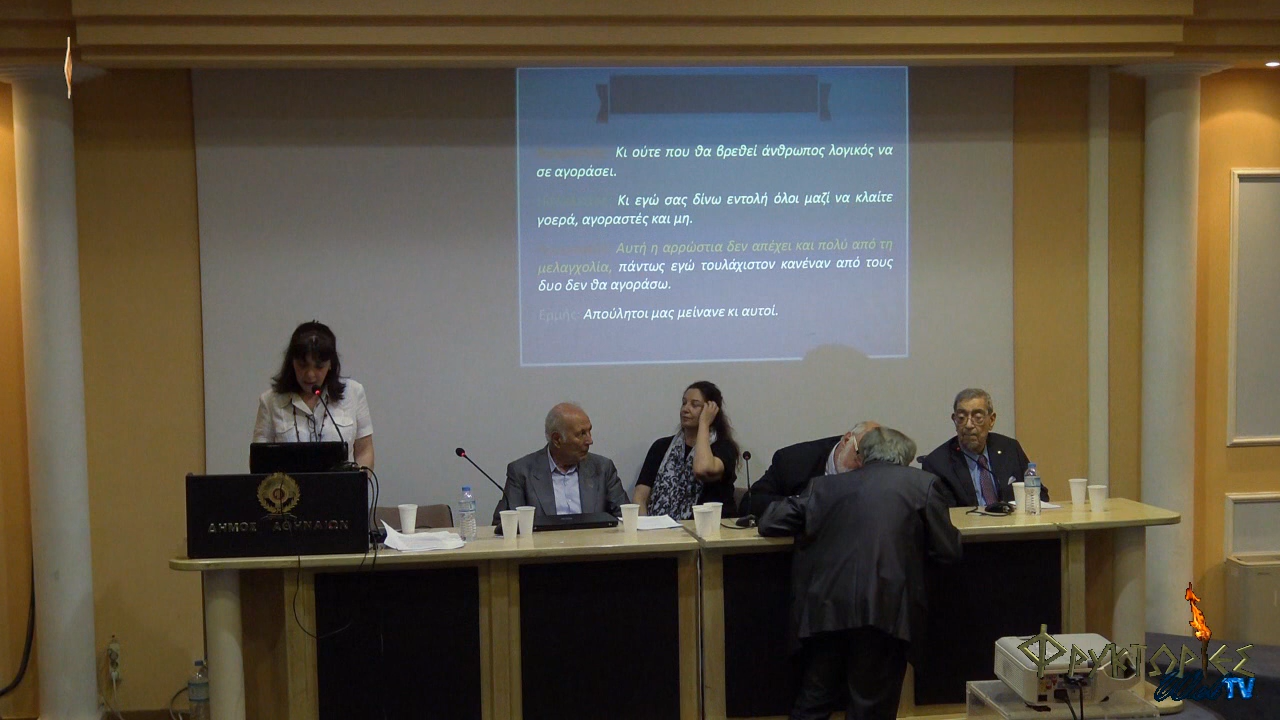 Κι ούτε που θα βρεθεί άνθρωπος λογικός να
σε αγοράσει.
Κι εγώ σας δίνω εντολή όλοι μαζί να κλαίτε
γοερά, αγοραστές και μη.
Αυτή η αρρώστια δεν απέχει και πολύ από τη
μελαγχολία, πάντως εγώ τουλάχιστον κανέναν από τους
δυο δεν θα αγοράσω.
Ερμής: Απούλητοι μας μείνανε κι αυτοί.
ΔΗΜΟΣ ΑΘΗΝΑΙΩΝ
ΦΡΥΚΤΩΡΙΕΣ
TV